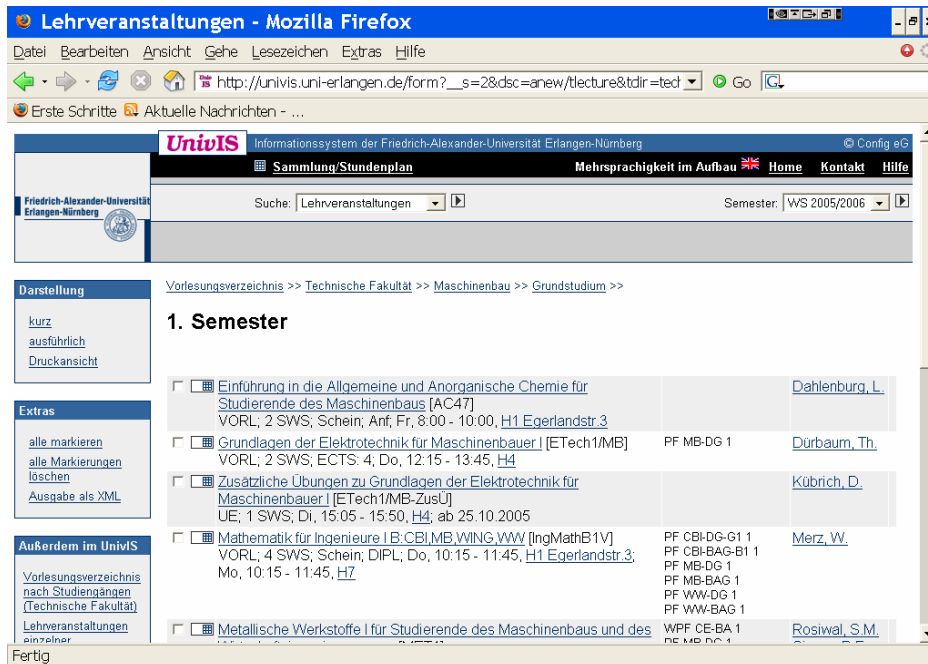 Lehrveranstaltungen - Mozilla Firefox
Datei Bearbeiten Ansicht Gehe Lesezeichen Extras Hilfe
http://univis.uni-erlangen.de/form?__s=2&dsc=anew/tlecture&tdir=tech Go
Erste Schritte Aktuelle Nachrichten - ...
UnivIS Informationssystem der Friedrich-Alexander-Universität Erlangen-Nürnberg © Config eG
Sammlung/Stundenplan Mehrsprachigkeit im Aufbau Home Kontakt Hilfe
Friedrich-Alexander-Universität
Erlangen-Nürnberg
Suche: Lehrveranstaltungen Semester: WS 2005/2006
Darstellung
kurz
ausführlich
Druckansicht
Extras
alle markieren
alle Markierungen
löschen
Ausgabe als XML
Außerdem im UnivIS
Vorlesungsverzeichnis
nach Studiengängen
(Technische Fakultät)
Lehrveranstaltungen
einzelner
Vorlesungsverzeichnis >> Technische Fakultät >> Maschinenbau >> Grundstudium >>
1. Semester
Einführung in die Allgemeine und Anorganische Chemie für Dahlenburg, L.
Studierende des Maschinenbaus [AC47]
VORL; 2 SWS; Schein; Anf; Fr, 8:00 - 10:00, H1 Egerlandstr.3
Grundlagen der Elektrotechnik für Maschinenbauer I [ETech1/MB] PF MB-DG 1 Dürbaum, Th.
VORL; 2 SWS; ECTS: 4; Do, 12:15 - 13:45, H4
Zusätzliche Übungen zu Grundlagen der Elektrotechnik für Kübrich, D.
Maschinenbauer I [ETech1/MB-ZusÜ]
UE; 1 SWS; Di, 15:05 - 15:50, H4; ab 25.10.2005
Mathematik für Ingenieure I B:CBI,MB,WING,WW [IngMathB1V] PF CBI-DG-G1 1 Merz, W.
VORL; 4 SWS; Schein; DIPL; Do, 10:15 - 11:45, H1 Egerlandstr.3; PF CBI-BAG-B1 1
Mo, 10:15 - 11:45, H7 PF MB-DG 1
PF MB-BAG 1
PF WW-DG 1
PF WW-BAG 1
Metallische Werkstoffe I für Studierende des Maschinenbaus und des WPF CE-BA 1 Rosiwal, S.M.
Fertig